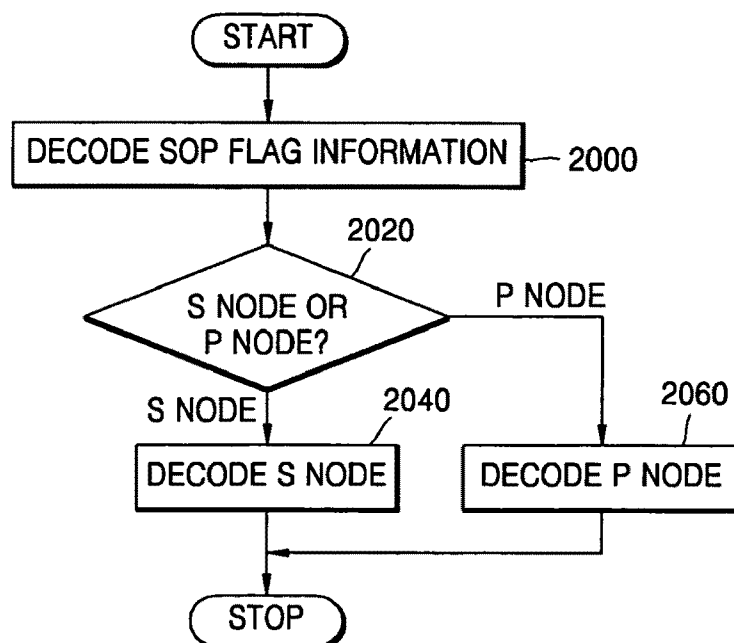 START
DECODE SOP FLAG INFORMATION
2000
2020
S NODE OR
P NODE?
P NODE
S NODE
2040
2060
DECODE S NODE
DECODE P NODE
STOP